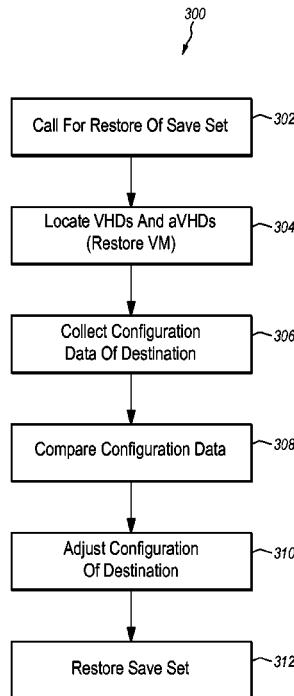 300
Call For Restore Of Save Set
302
Locate VHDs And aVHDs
(Restore VM)
304
Collect Configuration
Data Of Destination
306
Compare Configuration Data
308
Adjust Configuration
Of Destination
310
Restore Save Set
312